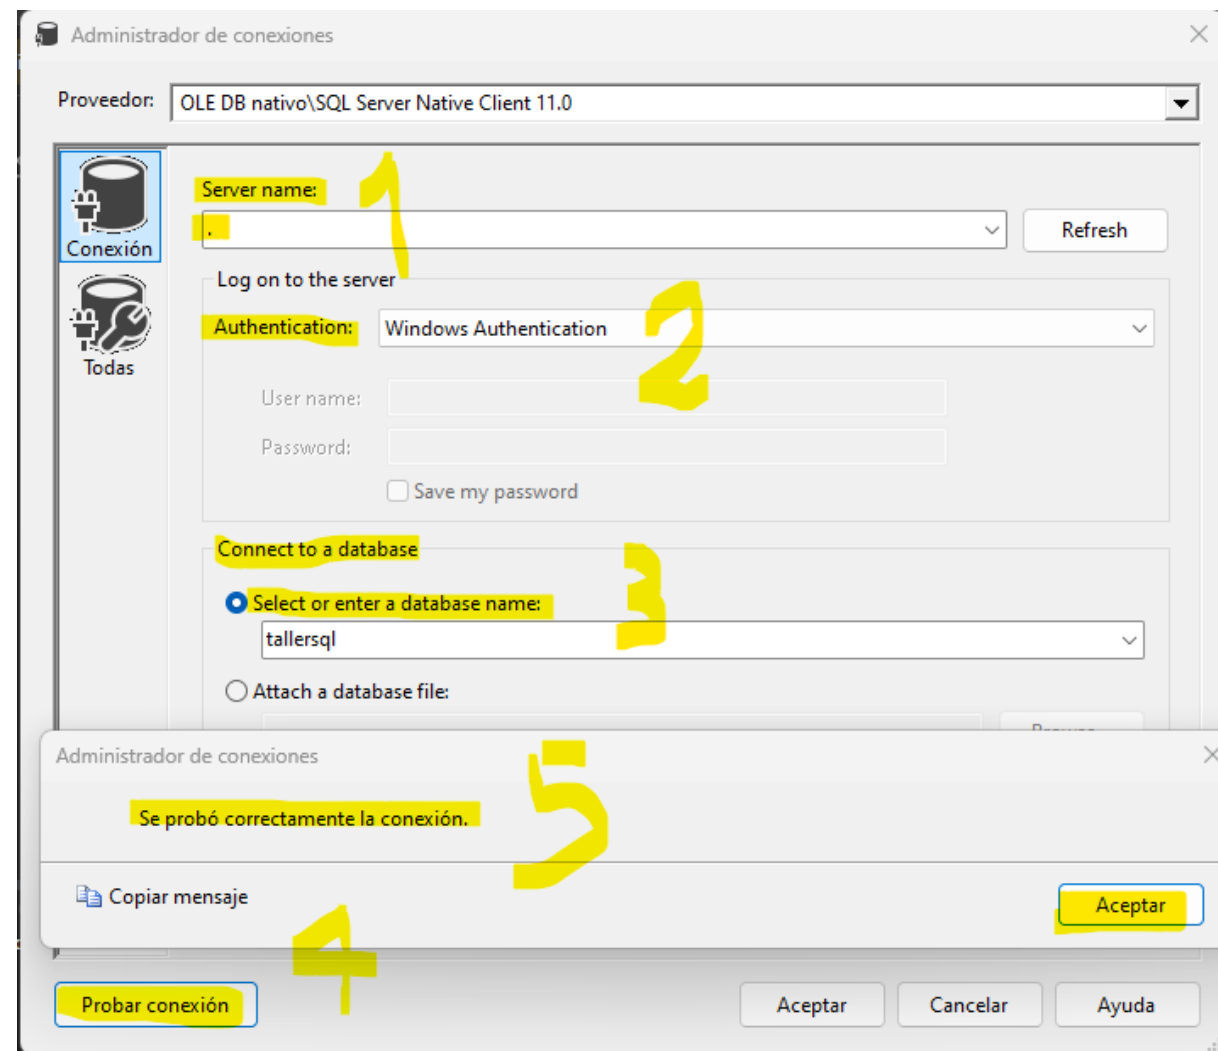 Administrador de conexiones
Proveedor: OLE DB nativo\SQL Server Native Client 11.0
Conexión
Todas
1
Server name:
.
Refresh
Log on to the server
2
Authentication: Windows Authentication
User name:
Password:
Save my password
Connect to a database
3
Select or enter a database name:
tallersql
Attach a database file:
Administrador de conexiones
5
Se probó correctamente la conexión.
Copiar mensaje
Aceptar
4
Probar conexión Aceptar Cancelar Ayuda